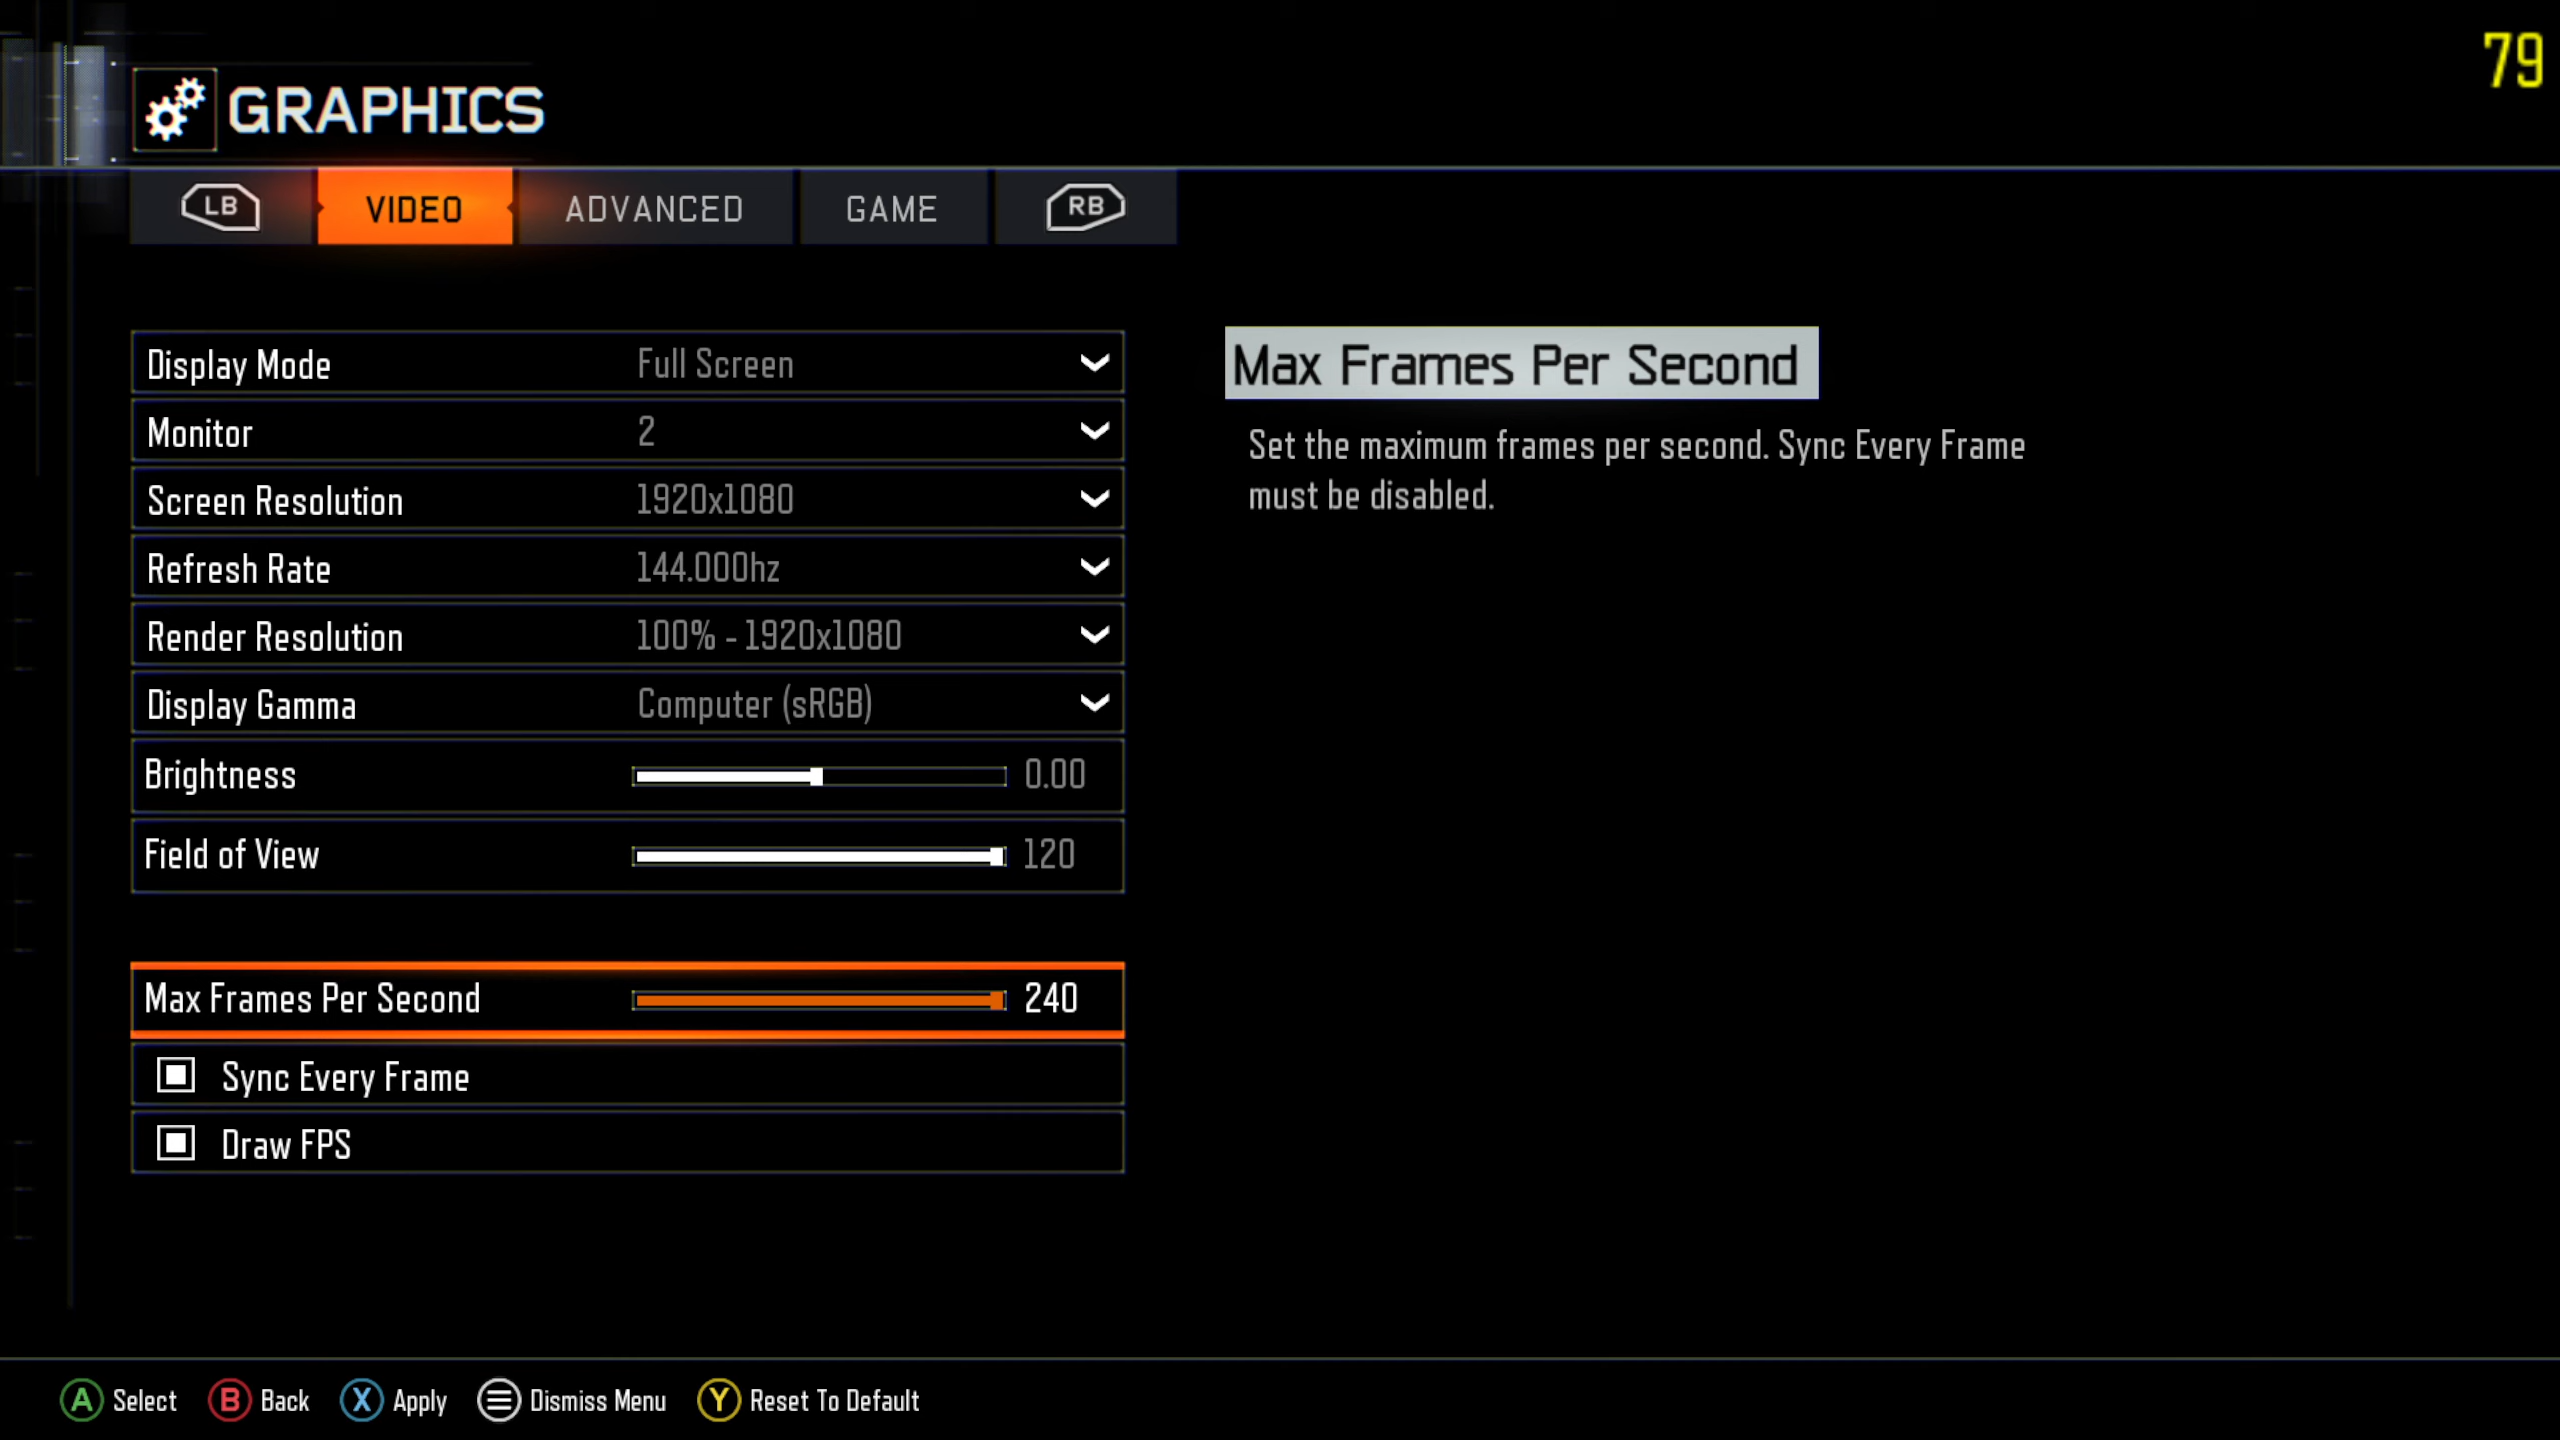 79
GRAPHICS
LB VIDEO ADVANCED GAME RB
Display Mode Full Screen
Monitor 2
Screen Resolution 1920x1080
Refresh Rate 144.000hz
Render Resolution 100% - 1920x1080
Display Gamma Computer (sRGB)
Brightness 0.00
Field of View 120
Max Frames Per Second 240
Sync Every Frame
Draw FPS
Max Frames Per Second
Set the maximum frames per second. Sync Every Frame
must be disabled.
A Select B Back X Apply Dismiss Menu Y Reset To Default